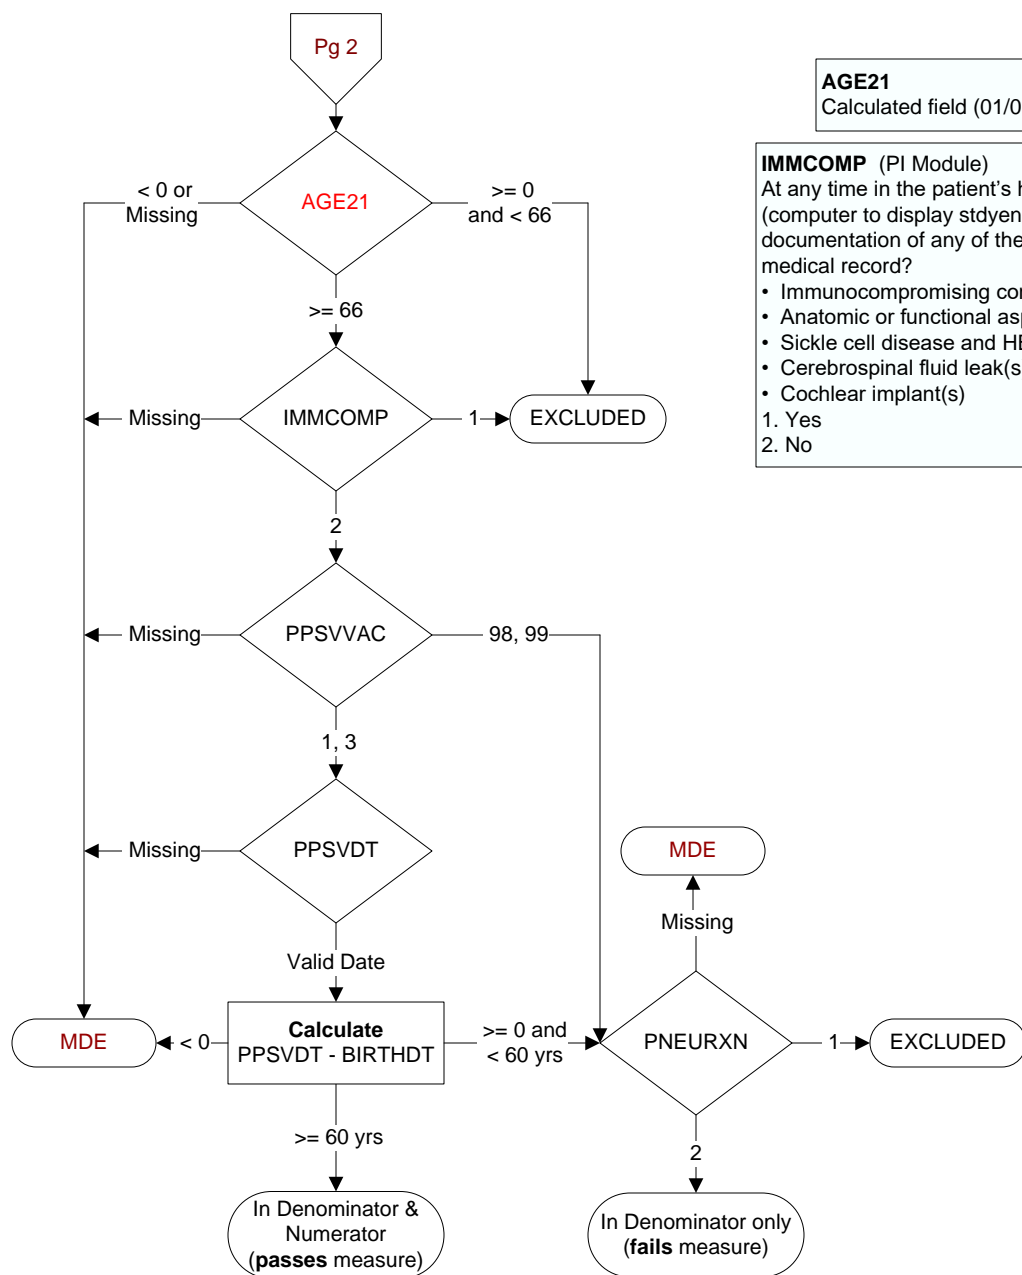 Pg 2
AGE21
Calculated field (01/0
IMMCOMP (PI Module)
At any time in the patient's h
(computer to display stdyen
documentation of any of the
medical record?
• Immunocompromising con
• Anatomic or functional asp
• Sickle cell disease and HB
• Cerebrospinal fluid leak(s
• Cochlear implant(s)
1. Yes
2. No
< 0 or
Missing
AGE21
>= 0
and < 66
>= 66
Missing
IMMCOMP
1
EXCLUDED
2
Missing
PPSVVAC
98, 99
1, 3
Missing
PPSVDT
MDE
Missing
Valid Date
MDE
< 0
Calculate
PPSVDT - BIRTHDT
>= 0 and
< 60 yrs
PNEURXN
1
EXCLUDED
>= 60 yrs
2
In Denominator &
Numerator
(passes measure)
In Denominator only
(fails measure)